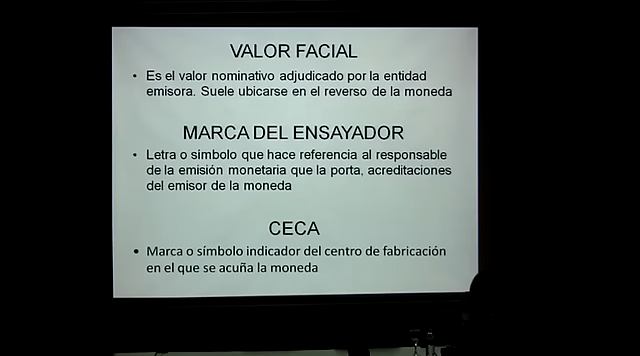 VALOR FACIAL
• Es el valor nominativo adjudicado por la entidad
emisora. Suele ubicarse en el reverso de la moneda
MARCA DEL ENSAYADOR
• Letra o simbolo que hace referencia al responsable
de la emisión monetaria que la porta, acreditaciones
del emisor de la moneda
CECA
• Marca o símbolo indicador del centro de fabricación
en el que se acuña la moneda